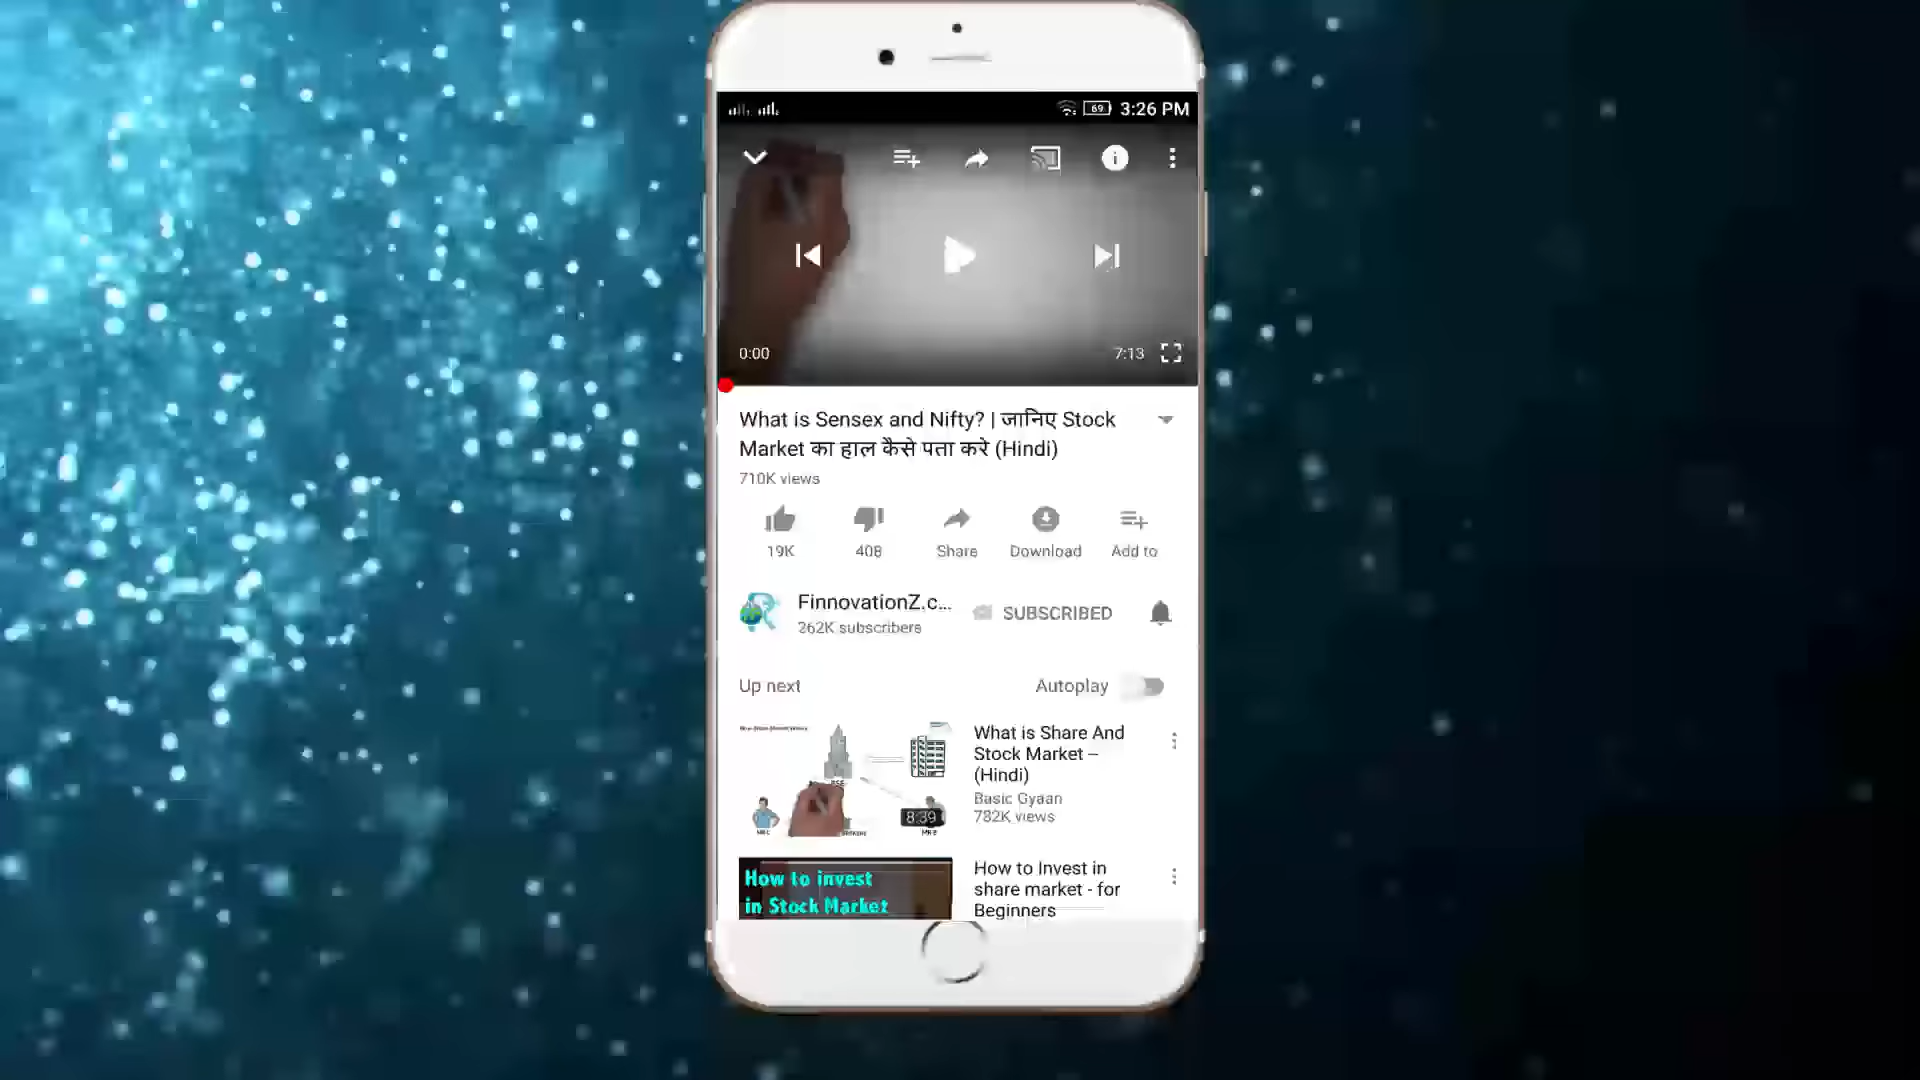 69 3:26 PM
0:00 7:13
What is Sensex and Nifty? | जानिए Stock
Market का हाल कैसे पता करे (Hindi)
710K views
19K 408 Share Download Add to
FinnovationZ.c... SUBSCRIBED
262K subscribers
Up next Autoplay
What is Share And
Stock Market –
(Hindi)
Basic Gyaan
782K views
8:39
How to invest
in Stock Market
How to Invest in
share market - for
Beginners